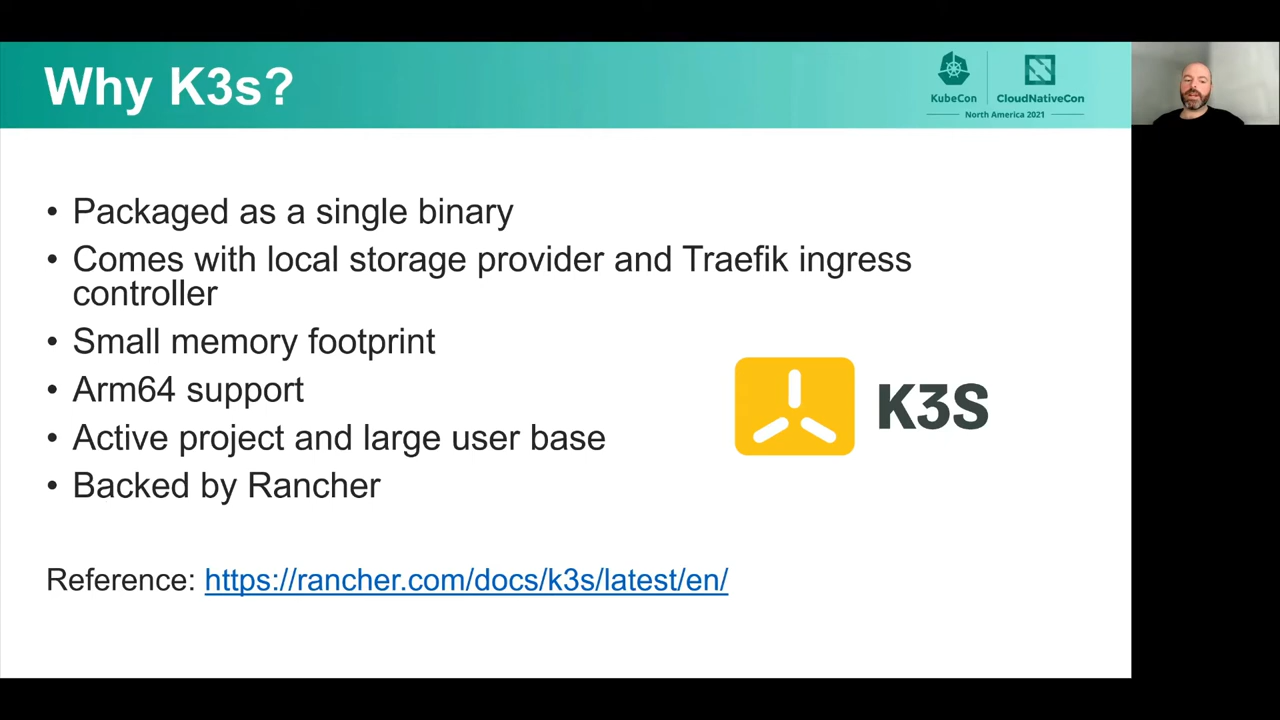 Why K3s?
KubeCon
CloudNativeCon
North America 2021
• Packaged as a single binary
• Comes with local storage provider and Traefik ingress
controller
• Small memory footprint
• Arm64 support
• Active project and large user base
• Backed by Rancher
K3S
Reference: https://rancher.com/docs/k3s/latest/en/